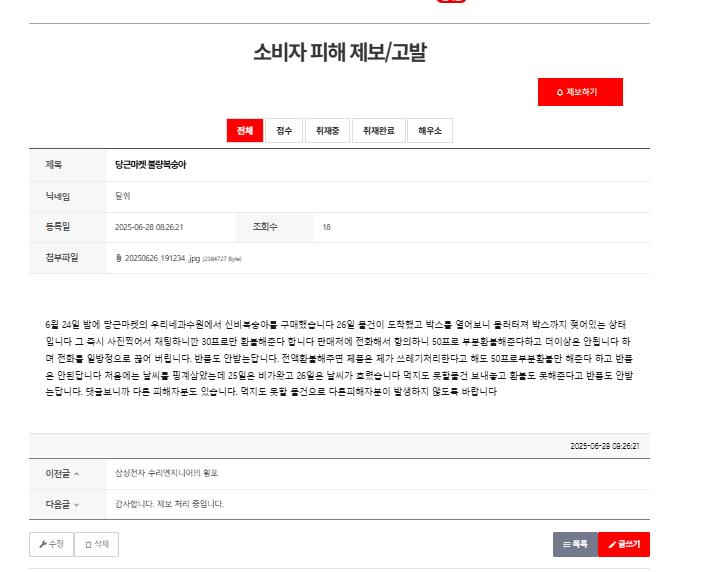 소비자 피해 제보/고발
제보하기
전체 접수 취재중 취재완료 해우소
제목 당근마켓 불량복숭아
닉네임 달위
등록일 2025-06-28 08:26:21 조회수 18
첨부파일 20250626_191234_.jpg (2384727 Byte)
6월 24일 밤에 당근마켓의 우리네과수원에서 신비복숭아를 구매했습니다 26일 물건이 도착했고 박스를 열어보니 물러터져 박스까지 젖어있는 상태
입니다 그 즉시 사진찍어서 채팅하니깐 30프로만 환불해준다 합니다 판매자에 전화해서 항의하니 50프로 부분환불해준다하고 더이상은 안됩니다 하
며 전화를 일방정으로 끊어 버립니다. 반품도 안받는답니다. 전액환불해주면 제품은 제가 쓰레기처리한다고 해도 50프로부분환불만 해준다 하고 반품
은 안된답니다 처음에는 날씨를 핑계삼았는데 25일은 비가왔고 26일은 날씨가 흐렸습니다 먹지도 못할물건 보내놓고 환불도 못해준다고 반품도 안받
는답니다. 댓글보니까 다른 피해자분도 있습니다. 먹지도 못할 물건으로 다른피해자분이 발생하지 않도록 바랍니다
2025-06-28 08:26:21
이전글 삼성전자 수리엔지니어의 횡포
다음글 감사합니다. 제보 처리 중입니다.
수정 삭제 목록 글쓰기